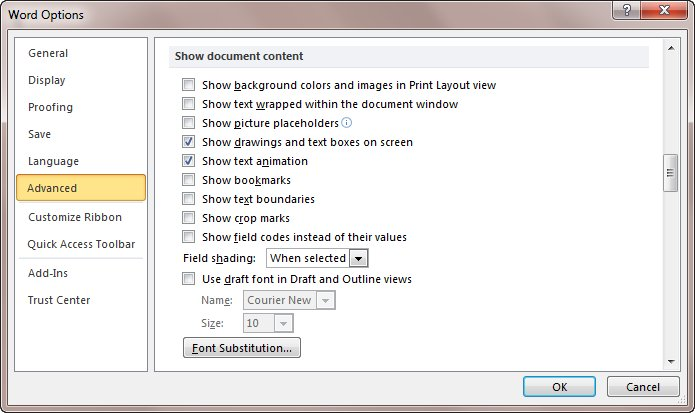 Word Options
General
Display
Proofing
Save
Language
Advanced
Customize Ribbon
Quick Access Toolbar
Add-Ins
Trust Center
Show document content
Show background colors and images in Print Layout view
Show text wrapped within the document window
Show picture placeholders
Show drawings and text boxes on screen
Show text animation
Show bookmarks
Show text boundaries
Show crop marks
Show field codes instead of their values
Field shading: When selected
Use draft font in Draft and Outline views
Name: Courier New
Size: 10
Font Substitution...
OK Cancel